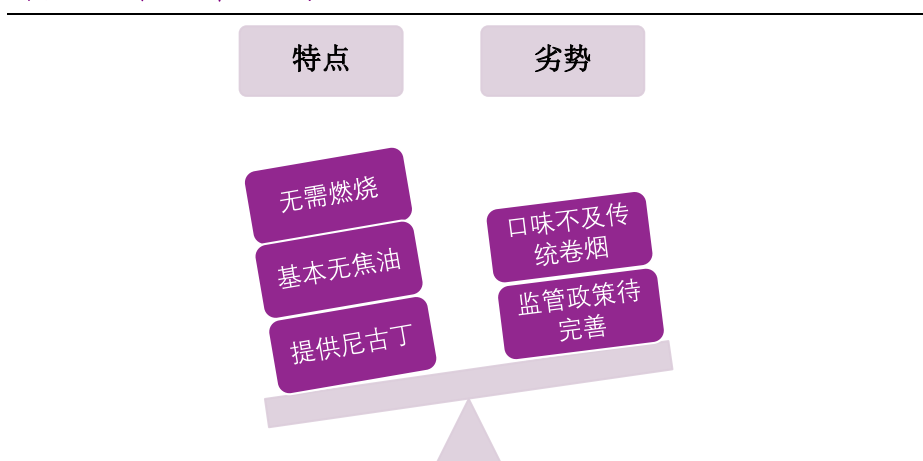 特点
劣势
无需燃烧
基本无焦油
提供尼古丁
口味不及传
统卷烟
监管政策待
完善